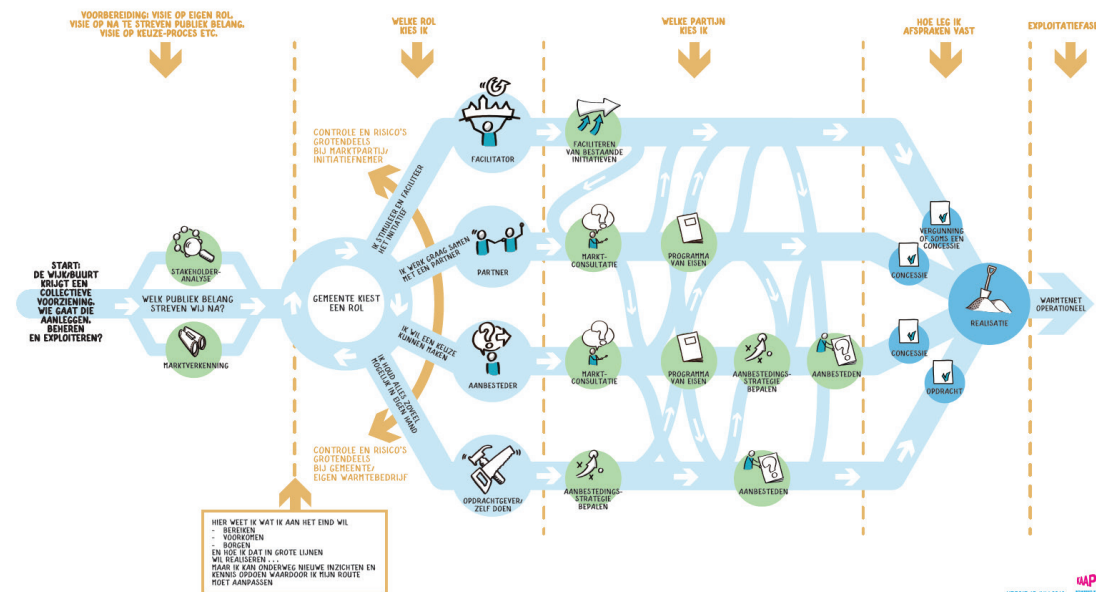 VOORBEREIDING: VISIE OP EIGEN ROL,
VISIE OP NA TE STREVEN PUBLIEK BELANG,
VISIE OP KEUZE-PROCES ETC.
WELKE ROL
KIES IK
WELKE PARTIJN
KIES IK
HOE LEG IK
AFSPRAKEN VAST
EXPLOITATIEFASE
START:
DE WIJK/BUURT
KRIJGT EEN
COLLECTIEVE
VOORZIENING.
WIE GAAT DIE
AANLEGGEN,
BEHEREN
EN EXPLOITEREN?
STAKEHOLDER-
ANALYSE
WELK PUBLIEK BELANG
STREVEN WIJ NA?
MARKTVERKENNING
GEMEENTE KIEST
EEN ROL
CONTROLE EN RISICO'S
GROTENDEELS
BIJ MARKTPARTIJ/
INITIATIEFNEMER
IK STIMULEER EN FACILITEER
HET INITIATIEF
IK WERK GRAAG SAMEN
MET EEN PARTNER
IK WIL EEN KEUZE
KUNNEN MAKEN
IK HOUD ALLES ZOVEEL
MOGELIJK IN EIGEN HAND
CONTROLE EN RISICO'S
GROTENDEELS
BIJ GEMEENTE/
EIGEN WARMTEBEDRIJF
FACILITATOR
FACILITEREN
VAN BESTAANDE
INITIATIEVEN
PARTNER
MARKT-
CONSULTATIE
PROGRAMMA
VAN EISEN
AANBESTEDER
MARKT-
CONSULTATIE
PROGRAMMA
VAN EISEN
AANBESTEDINGS-
STRATEGIE
BEPALEN
AANBESTEDEN
OPDRACHTGEVER/
ZELF DOEN
AANBESTEDINGS-
STRATEGIE
BEPALEN
AANBESTEDEN
VERGUNNING
OF SOMS EEN
CONCESSIE
CONCESSIE
CONCESSIE
OPDRACHT
REALISATIE
WARMTENET
OPERATIONEEL
HIER WEET IK WAT IK AAN HET EIND WIL
- BEREIKEN
- VOORKOMEN
- BORGEN
EN HOE IK DAT IN GROTE LIJNEN
WIL REALISEREN ...
MAAR IK KAN ONDERWEG NIEUWE INZICHTEN EN
KENNIS OPDOEN WAARDOOR IK MIJN ROUTE
MOET AANPASSEN